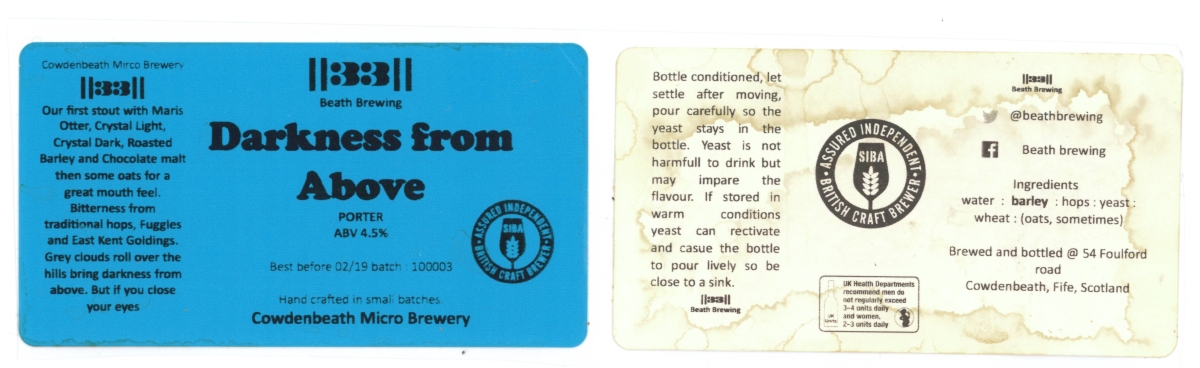 Cowdenbeath Mirco Brewery
||33||
Our first stout with Maris
Otter, Crystal Light,
Crystal Dark, Roasted
Barley and Chocolate malt
then some oats for a
great mouth feel.
Bitterness from
traditional hops, Fuggles
and East Kent Goldings.
Grey clouds roll over the
hills bring darkness from
above. But if you close
your eyes
||33||
Beath Brewing
Darkness from
Above
PORTER
ABV 4.5%
Best before 02/19 batch : 100003
Hand crafted in small batches.
Cowdenbeath Micro Brewery
·ASSURED INDEPENDENT·
SIBA
BRITISH CRAFT BREWER
Bottle conditioned, let
settle after moving,
pour carefully so the
yeast stays in the
bottle. Yeast is not
harmfull to drink but
may impare the
flavour. If stored in
warm conditions
yeast can rectivate
and casue the bottle
to pour lively so be
close to a sink.
||33||
Beath Brewing
·ASSURED INDEPENDENT·
SIBA
BRITISH CRAFT BREWER
UK
Units
UK Health Departments
recommend men do
not regularly exceed
3–4 units daily
and women,
2–3 units daily
||33||
Beath Brewing
@beathbrewing
Beath brewing
Ingredients
water : barley : hops : yeast :
wheat : (oats, sometimes)
Brewed and bottled @ 54 Foulford
road
Cowdenbeath, Fife, Scotland